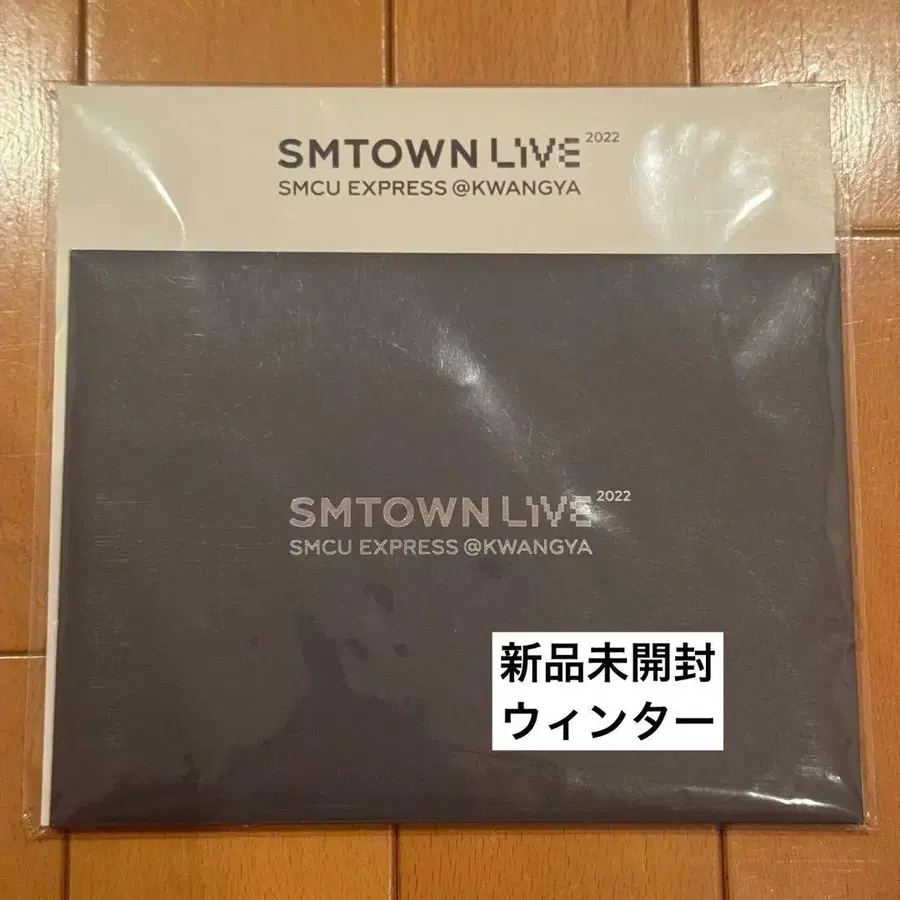 SMTOWN LIVE 2022
SMCU EXPRESS @KWANGYA
SMTOWN LIVE 2022
SMCU EXPRESS @KWANGYA
新品未開封
ウィンター